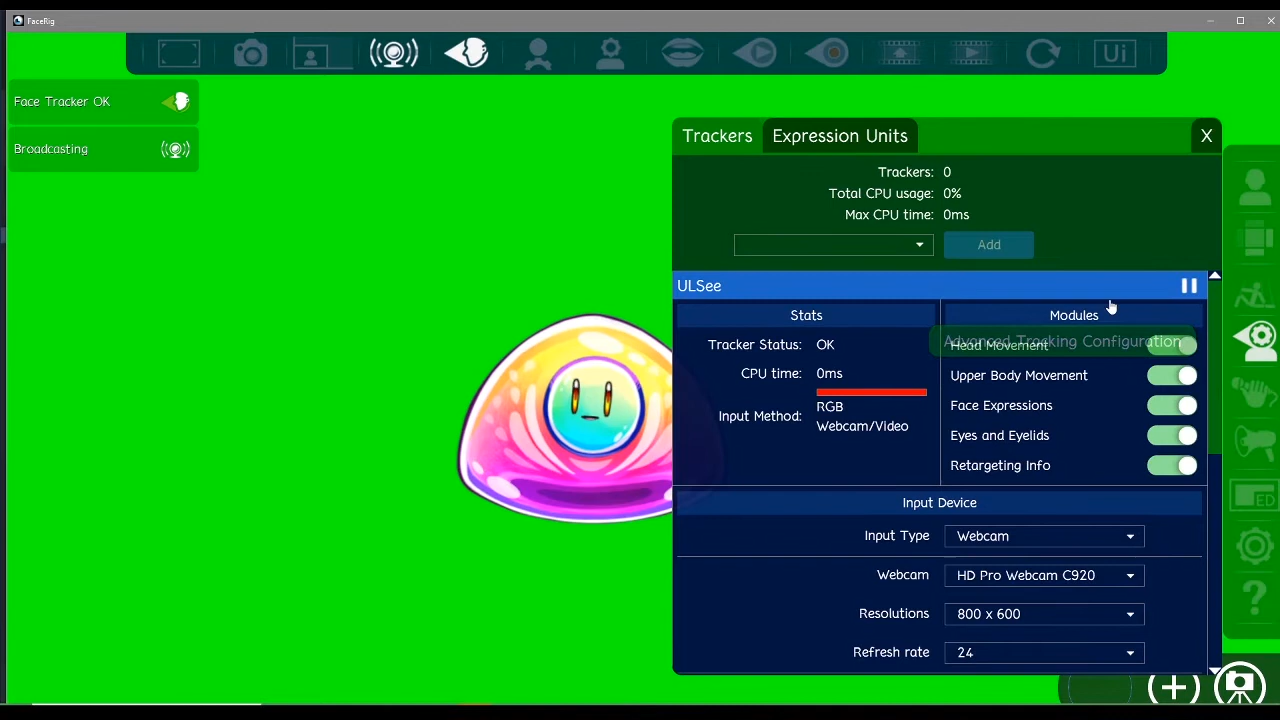 FaceRig
Ui
Face Tracker OK
Broadcasting
Trackers
Expression Units
X
Trackers: 0
Total CPU usage: 0%
Max CPU time: 0ms
Add
ULSee
Stats
Modules
Tracker Status: OK
CPU time: 0ms
Input Method: RGB
Webcam/Video
Head Movement
Advanced Tracking Configuration
Upper Body Movement
Face Expressions
Eyes and Eyelids
Retargeting Info
Input Device
Input Type Webcam
Webcam HD Pro Webcam C920
Resolutions 800 x 600
Refresh rate 24
ED
?